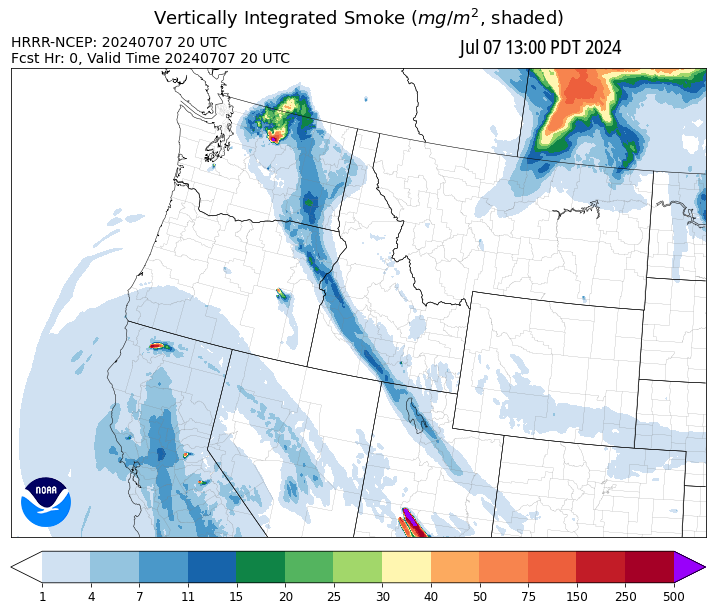 Vertically Integrated Smoke (mg/m², shaded)
HRRR-NCEP: 20240707 20 UTC
Fcst Hr: 0, Valid Time 20240707 20 UTC
Jul 07 13:00 PDT 2024
NOAA
1 4 7 11 15 20 25 30 40 50 75 150 250 500